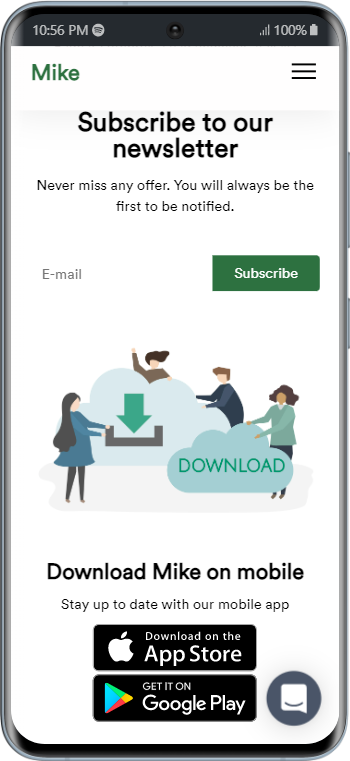 10:56 PM 100%
Mike
Subscribe to our
newsletter
Never miss any offer. You will always be the
first to be notified.
E-mail Subscribe
DOWNLOAD
Download Mike on mobile
Stay up to date with our mobile app
Download on the
App Store
GET IT ON
Google Play